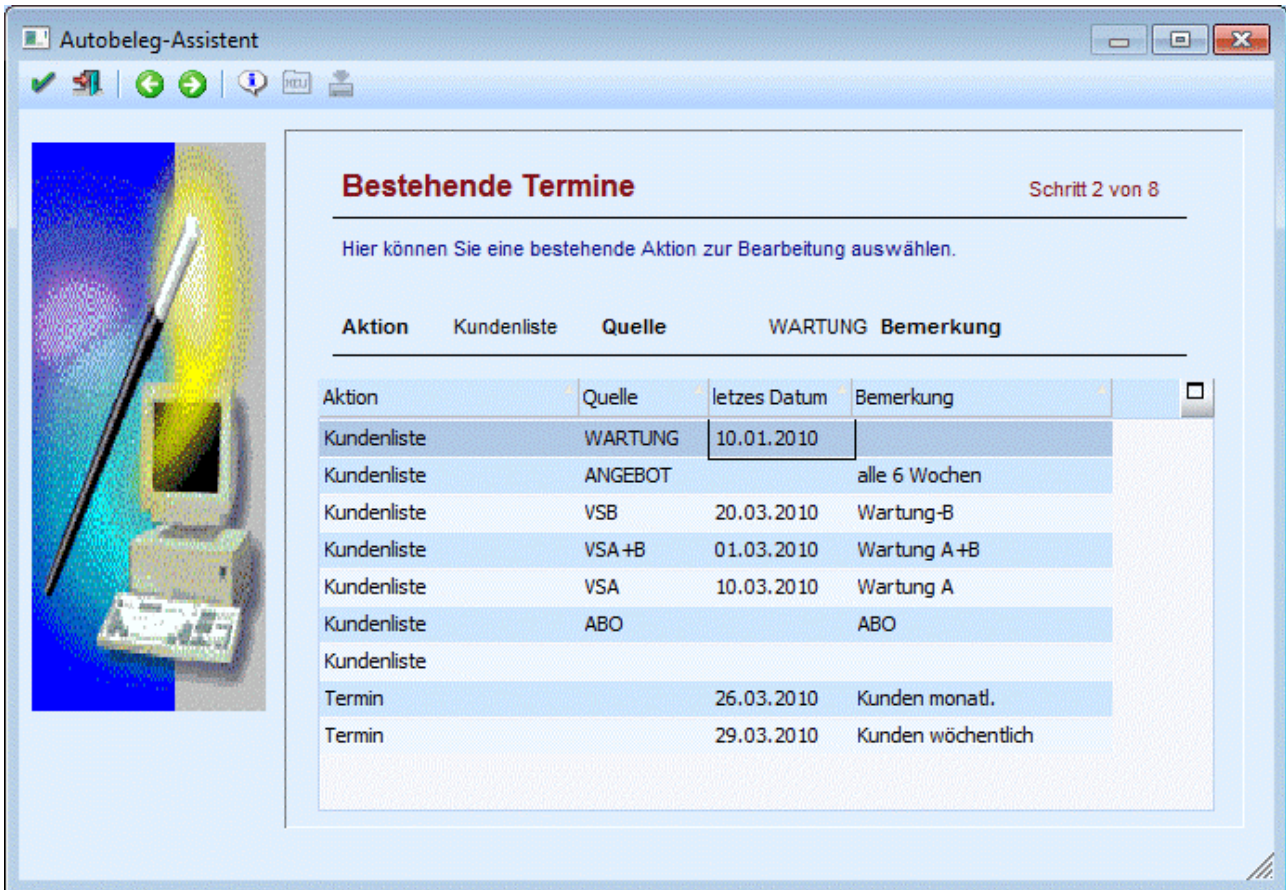 Autobeleg-Assistent
NEU
Bestehende Termine Schritt 2 von 8
Hier können Sie eine bestehende Aktion zur Bearbeitung auswählen.
Aktion Kundenliste Quelle WARTUNG Bemerkung
Aktion Quelle letzes Datum Bemerkung
Kundenliste WARTUNG 10.01.2010
Kundenliste ANGEBOT alle 6 Wochen
Kundenliste VSB 20.03.2010 Wartung-B
Kundenliste VSA+B 01.03.2010 Wartung A+B
Kundenliste VSA 10.03.2010 Wartung A
Kundenliste ABO ABO
Kundenliste
Termin 26.03.2010 Kunden monatl.
Termin 29.03.2010 Kunden wöchentlich